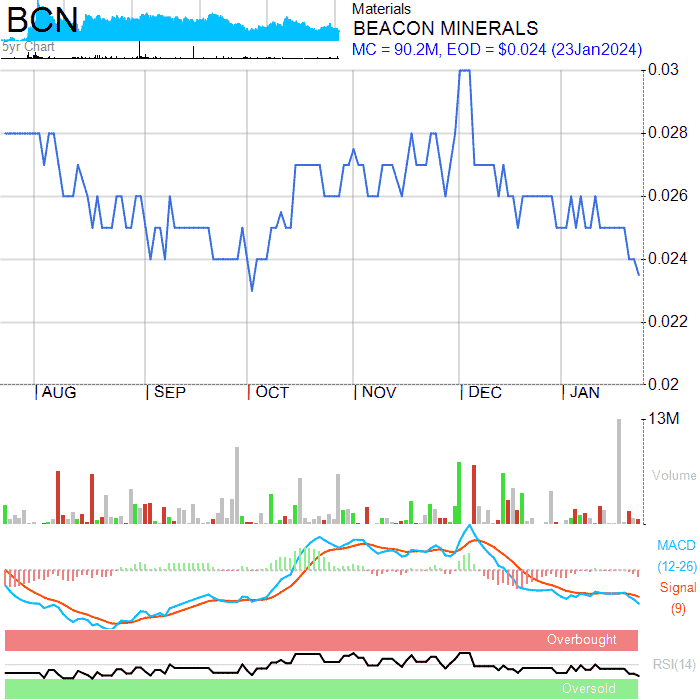 BCN
5yr Chart
Materials
BEACON MINERALS
MC = 90.2M, EOD = $0.024 (23Jan2024)
0.03
0.028
0.026
0.024
0.022
0.02
AUG SEP OCT NOV DEC JAN
13M
Volume
MACD
(12-26)
Signal
(9)
Overbought
RSI(14)
Oversold